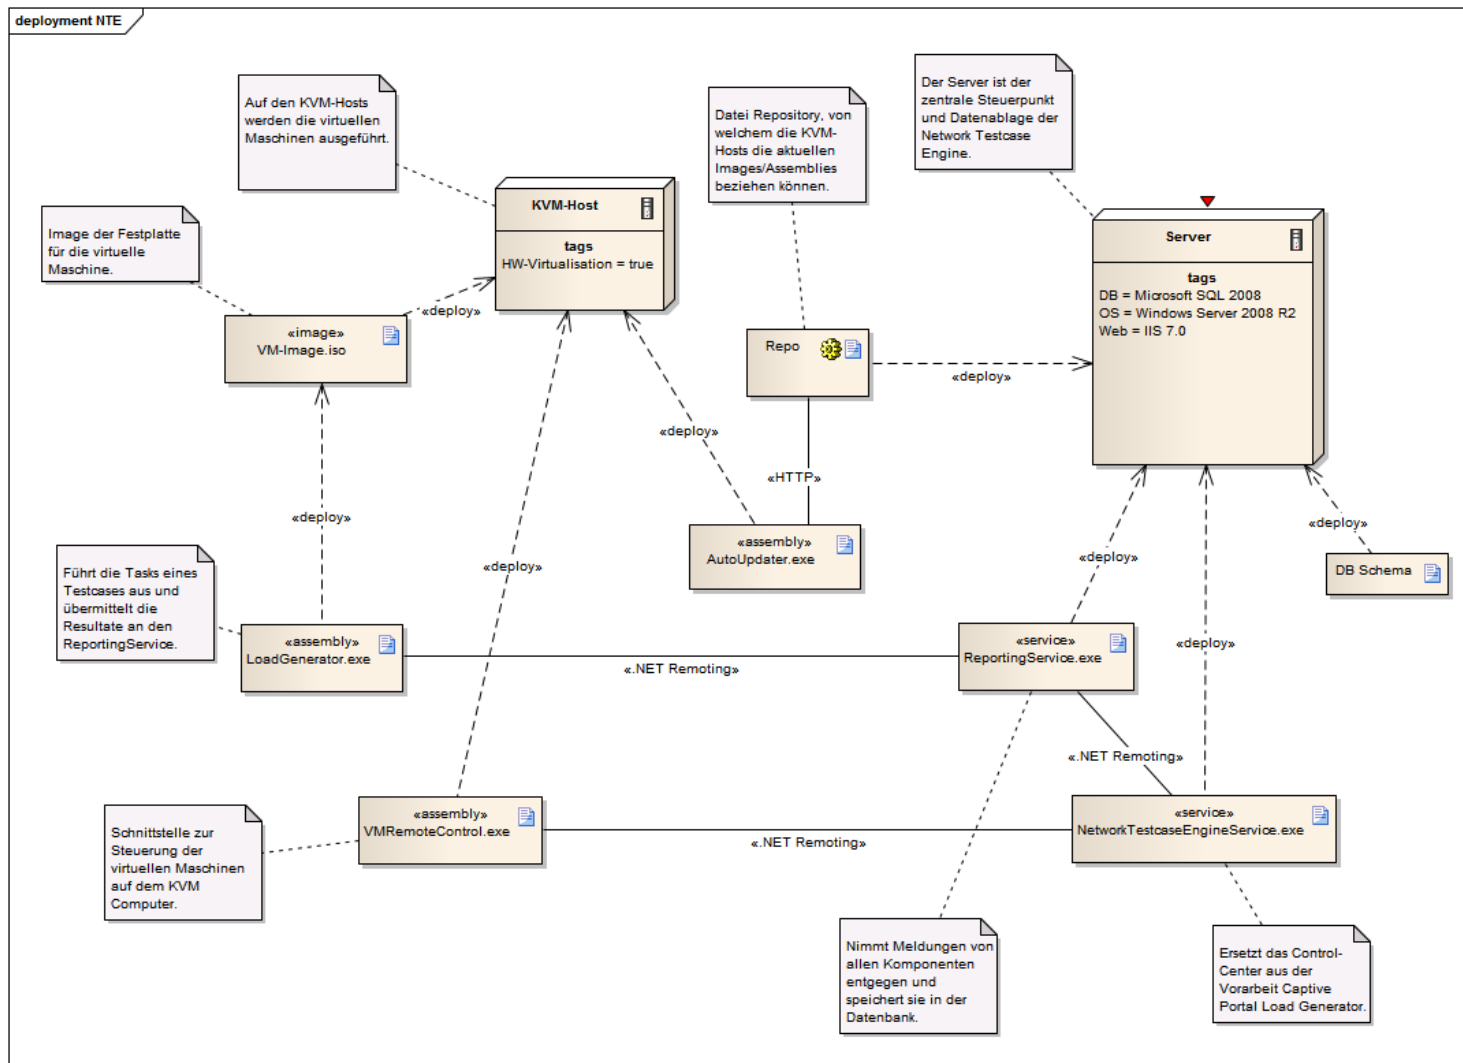 deployment NTE
Auf den KVM-Hosts
werden die virtuellen
Maschinen ausgeführt.
Datei Repository, von
welchem die KVM-
Hosts die aktuellen
Images/Assemblies
beziehen können.
Der Server ist der
zentrale Steuerpunkt
und Datenablage der
Network Testcase
Engine.
Image der Festplatte
für die virtuelle
Maschine.
KVM-Host
tags
HW-Virtualisation = true
Server
tags
DB = Microsoft SQL 2008
OS = Windows Server 2008 R2
Web = IIS 7.0
«deploy»
«image»
VM-Image.iso
Repo
«deploy»
«deploy»
«HTTP»
«deploy»
«deploy»
«assembly»
AutoUpdater.exe
«deploy»
«deploy»
DB Schema
Führt die Tasks eines
Testcases aus und
übermittelt die
Resultate an den
ReportingService.
«assembly»
LoadGenerator.exe
«.NET Remoting»
«service»
ReportingService.exe
«deploy»
«.NET Remoting»
Schnittstelle zur
Steuerung der
virtuellen Maschinen
auf dem KVM
Computer.
«assembly»
VMRemoteControl.exe
«.NET Remoting»
«service»
NetworkTestcaseEngineService.exe
Nimmt Meldungen von
allen Komponenten
entgegen und
speichert sie in der
Datenbank.
Ersetzt das Control-
Center aus der
Vorarbeit Captive
Portal Load Generator.